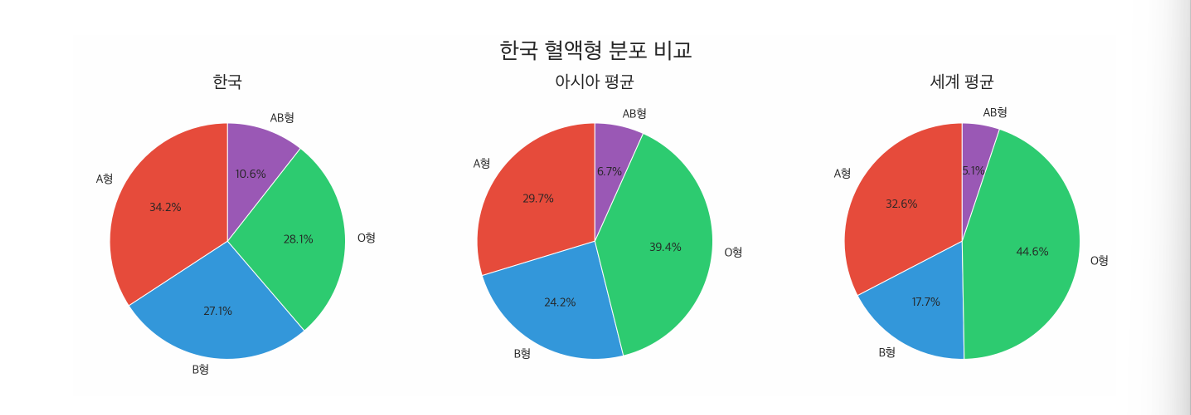 한국 혈액형 분포 비교
한국
AB형
A형
10.6%
34.2%
28.1%
O형
27.1%
B형
아시아 평균
AB형
A형
6.7%
29.7%
39.4%
O형
24.2%
B형
세계 평균
AB형
A형
5.1%
32.6%
44.6%
O형
17.7%
B형